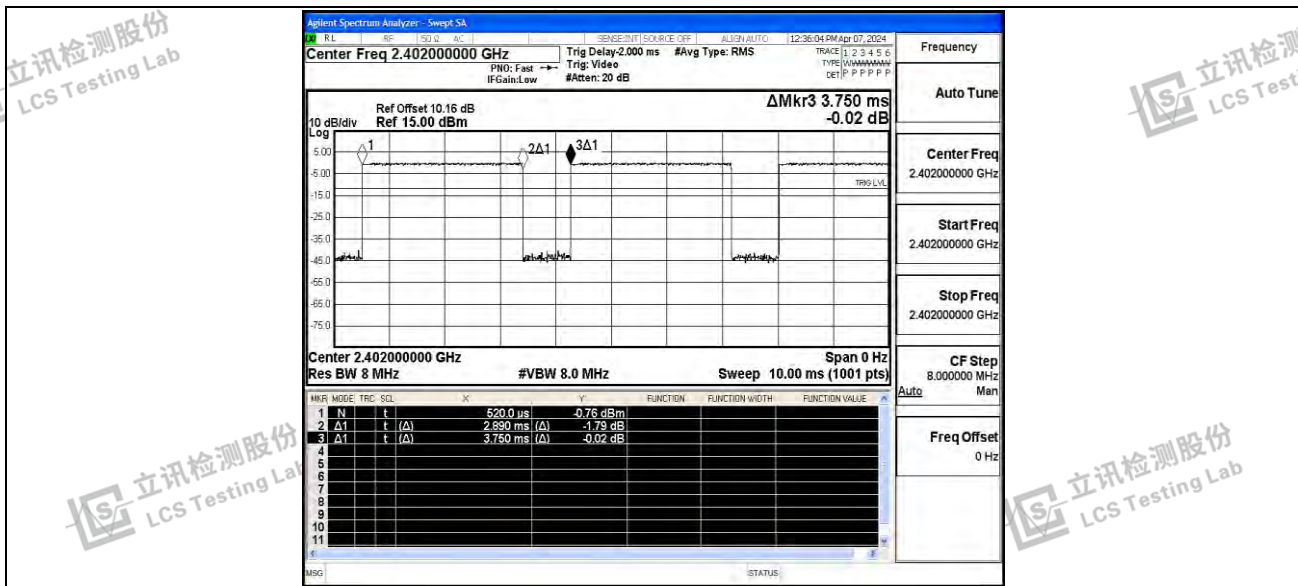 立讯检测股份
LCS Testing Lab
Agilent Spectrum Analyzer - Swept SA
RL RF 50 Ω AC SENSE:INT SOURCE OFF ALIGN AUTO 12:36:04 PM Apr 07, 2024
Center Freq 2.402000000 GHz
PNO: Fast
IFGain:Low
Trig Delay-2.000 ms #Avg Type: RMS
Trig: Video
#Atten: 20 dB
TRACE 1 2 3 4 5 6
TYPE
DET P P P P P P
Ref Offset 10.16 dB
10 dB/div Ref 15.00 dBm
Log
ΔMkr3 3.750 ms
-0.02 dB
1
2Δ1
3Δ1
5.00
-5.00
TRIG LVL
-15.0
-25.0
-35.0
-45.0
-55.0
-65.0
-75.0
Center 2.402000000 GHz Span 0 Hz
Res BW 8 MHz #VBW 8.0 MHz Sweep 10.00 ms (1001 pts)
MKR MODE TRC SCL X Y FUNCTION FUNCTION WIDTH FUNCTION VALUE
1 N t 520.0 µs -0.76 dBm
2 Δ1 t (Δ) 2.890 ms (Δ) -1.79 dB
3 Δ1 t (Δ) 3.750 ms (Δ) -0.02 dB
4
5
6
7
8
9
10
11
MSG STATUS
Frequency
Auto Tune
Center Freq
2.402000000 GHz
Start Freq
2.402000000 GHz
Stop Freq
2.402000000 GHz
CF Step
8.000000 MHz
Auto Man
Freq Offset
0 Hz
立讯检测
LCS Test
立讯检测股份
LCS Testing Lab
立讯检测股份
LCS Testing Lab